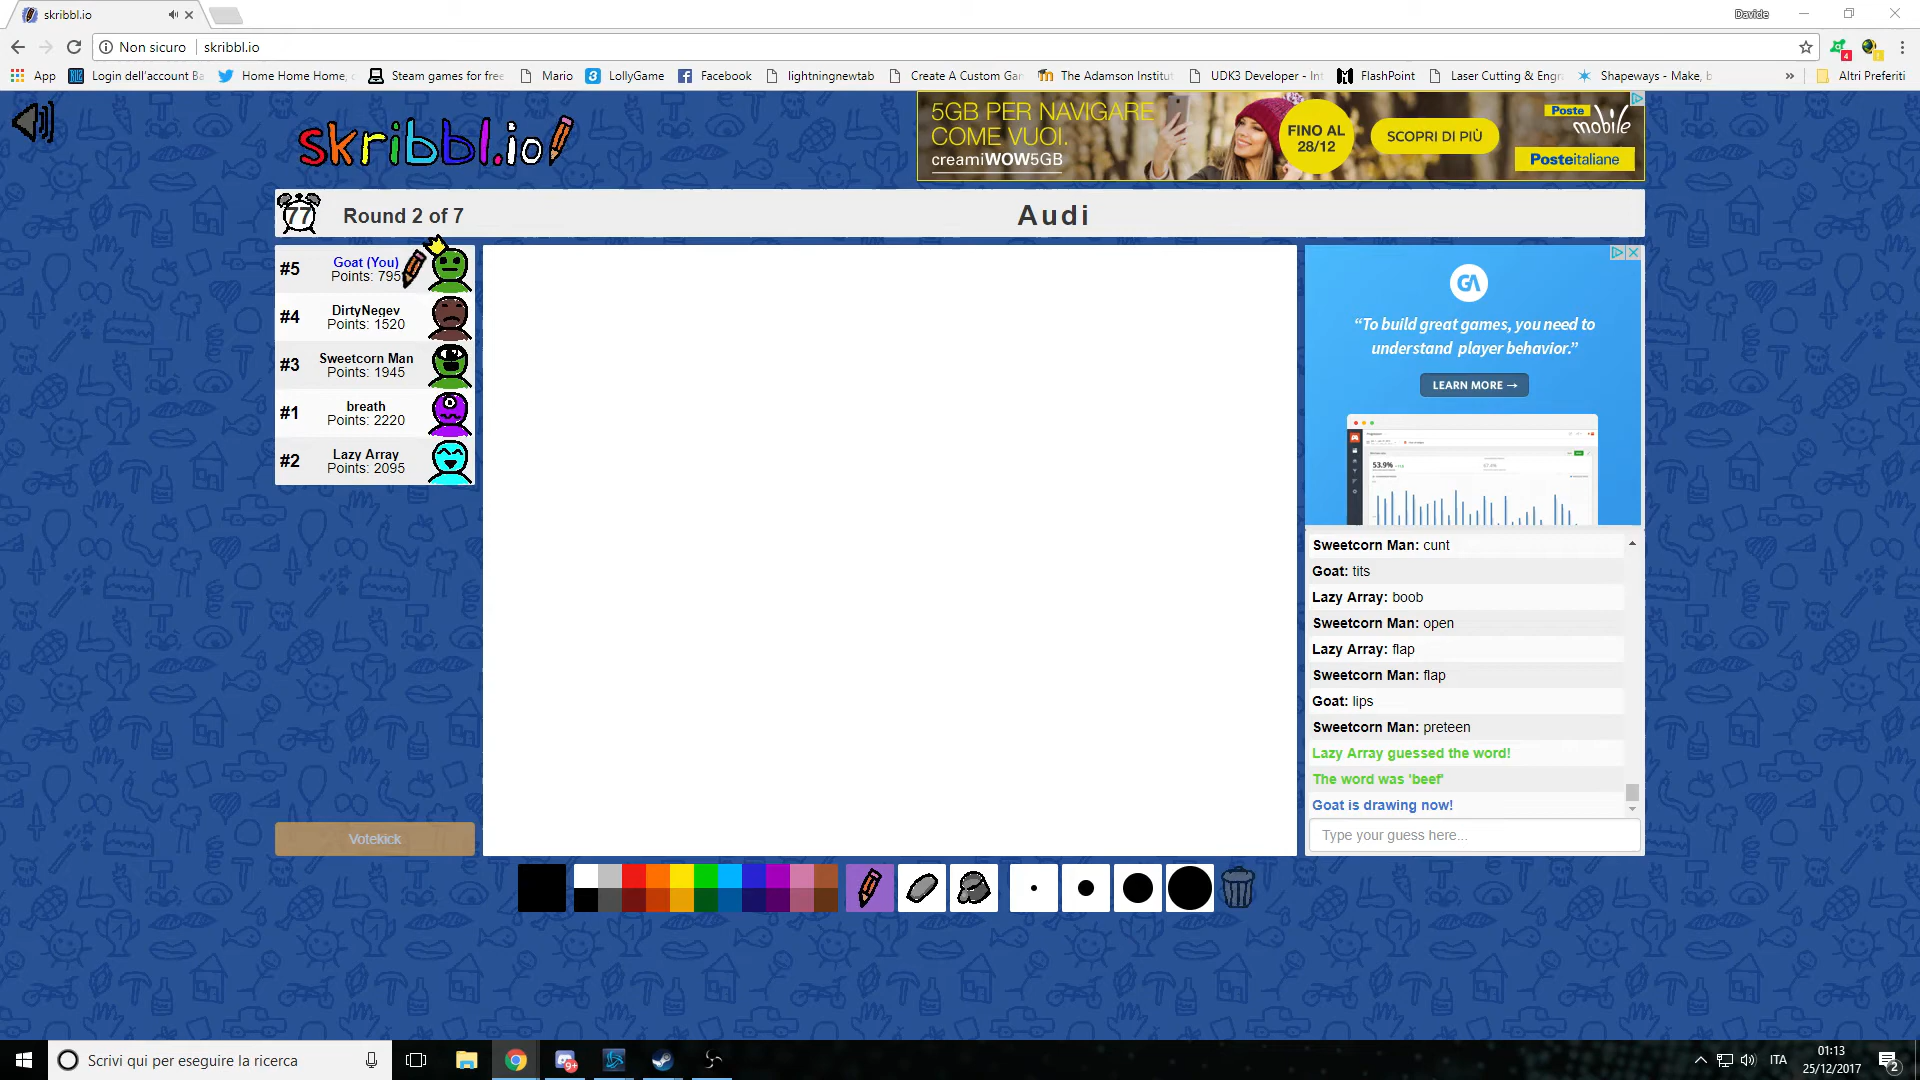 skribbl.io
Davide
Non sicuro
skribbl.io
4
1
App
Login dell'account Ba
Home Home Home,
Steam games for free
Mario
LollyGame
Facebook
lightningnewtab
Create A Custom Gar
The Adamson Institut
UDK3 Developer - Int
FlashPoint
Laser Cutting & Engr
Shapeways - Make, b
»
Altri Preferiti
skribbl.io
5GB PER NAVIGARE
COME VUOI.
creamiWOW5GB
FINO AL
28/12
SCOPRI DI PIÙ
Poste
mobile
Posteitaliane
77
Round 2 of 7
Audi
#5
Goat (You)
Points: 795
#4
DirtyNegev
Points: 1520
#3
Sweetcorn Man
Points: 1945
#1
breath
Points: 2220
#2
Lazy Array
Points: 2095
Votekick
GA
“To build great games, you need to
understand player behavior.”
LEARN MORE →
53.9%
Sweetcorn Man: cunt
Goat: tits
Lazy Array: boob
Sweetcorn Man: open
Lazy Array: flap
Sweetcorn Man: flap
Goat: lips
Sweetcorn Man: preteen
Lazy Array guessed the word!
The word was 'beef'
Goat is drawing now!
Type your guess here...
Scrivi qui per eseguire la ricerca
9+
ITA
01:13
25/12/2017
2